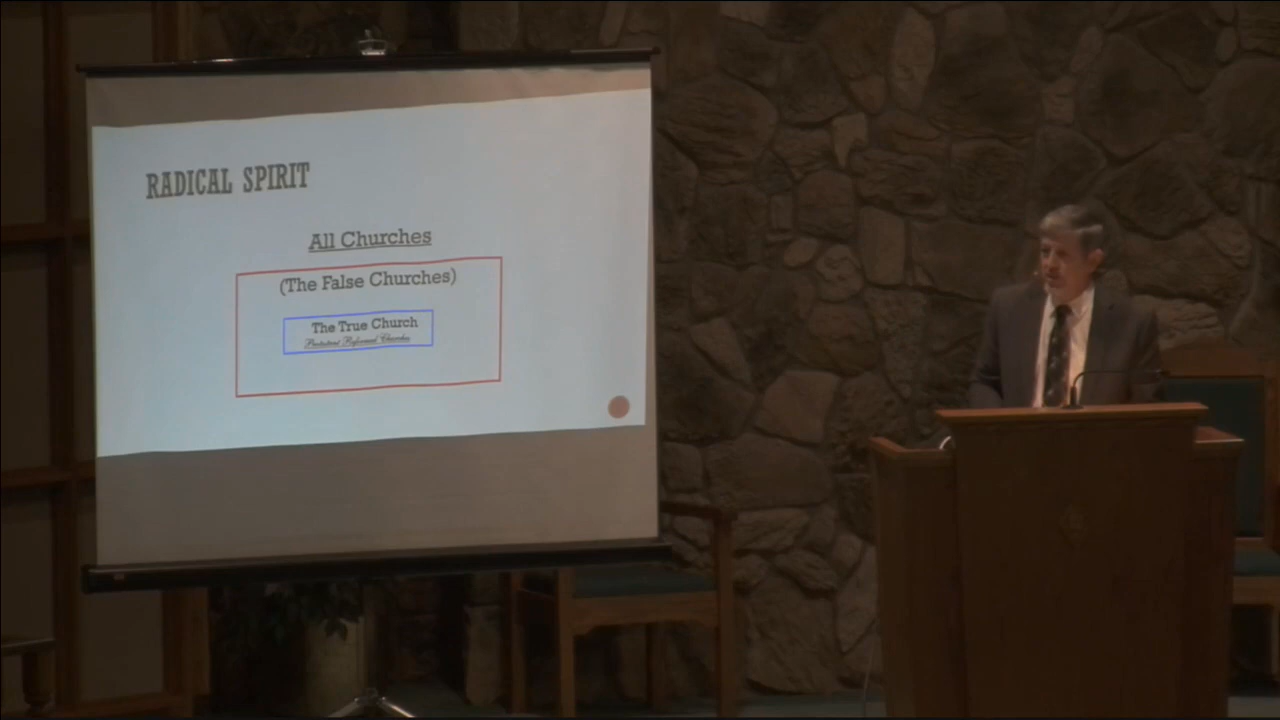 RADICAL SPIRIT
All Churches
(The False Churches)
The True Church
Protestant Reformed Churches